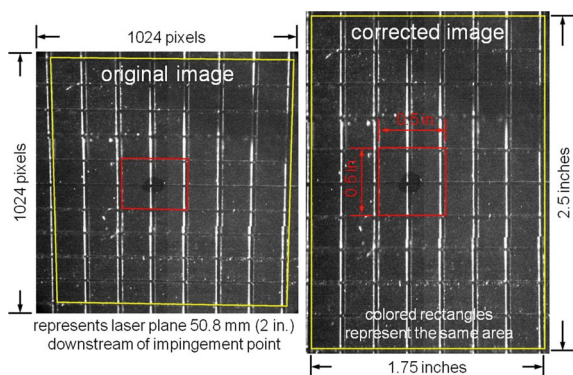 1024 pixels
original image
1024 pixels
represents laser plane 50.8 mm (2 in.)
downstream of impingement point
corrected image
0.5 in
0.5 in
2.5 inches
colored rectangles
represent the same area
1.75 inches